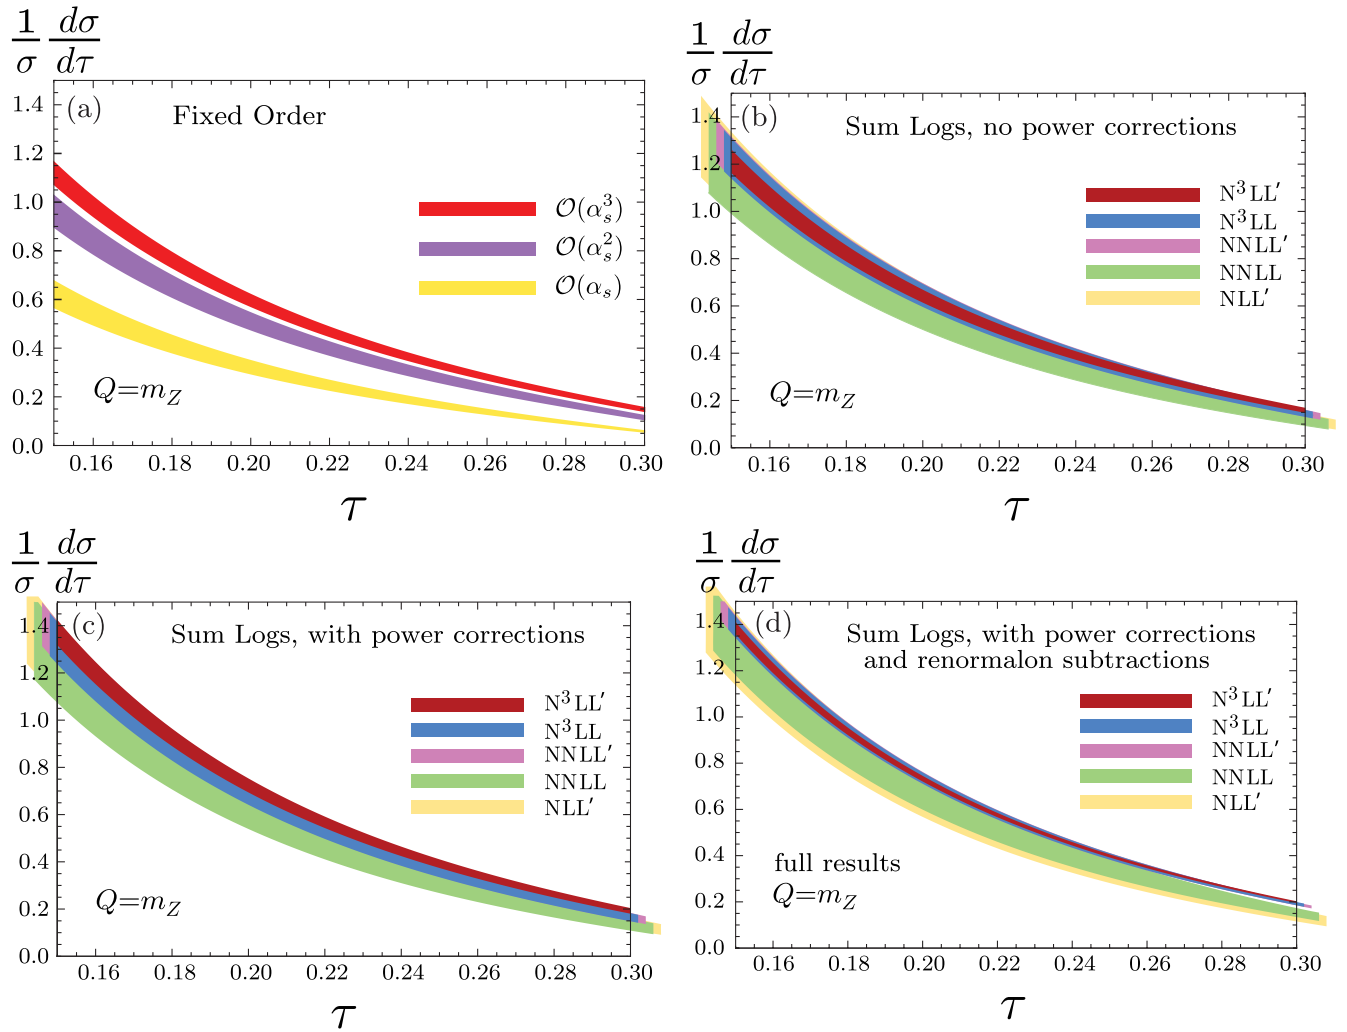 1/σ dσ/dτ
(a)
Fixed Order
1.4
1.2
1.0
0.8
0.6
0.4
0.2
0.0
O(α_s^3)
O(α_s^2)
O(α_s)
Q=m_Z
0.16 0.18 0.20 0.22 0.24 0.26 0.28 0.30
τ
1/σ dσ/dτ
(b)
Sum Logs, no power corrections
1.4
1.2
1.0
0.8
0.6
0.4
0.2
0.0
N³LL′
N³LL
NNLL′
NNLL
NLL′
Q=m_Z
0.16 0.18 0.20 0.22 0.24 0.26 0.28 0.30
τ
1/σ dσ/dτ
(c)
Sum Logs, with power corrections
1.4
1.2
1.0
0.8
0.6
0.4
0.2
0.0
N³LL′
N³LL
NNLL′
NNLL
NLL′
Q=m_Z
0.16 0.18 0.20 0.22 0.24 0.26 0.28 0.30
τ
1/σ dσ/dτ
(d)
Sum Logs, with power corrections
and renormalon subtractions
1.4
1.2
1.0
0.8
0.6
0.4
0.2
0.0
N³LL′
N³LL
NNLL′
NNLL
NLL′
full results
Q=m_Z
0.16 0.18 0.20 0.22 0.24 0.26 0.28 0.30
τ